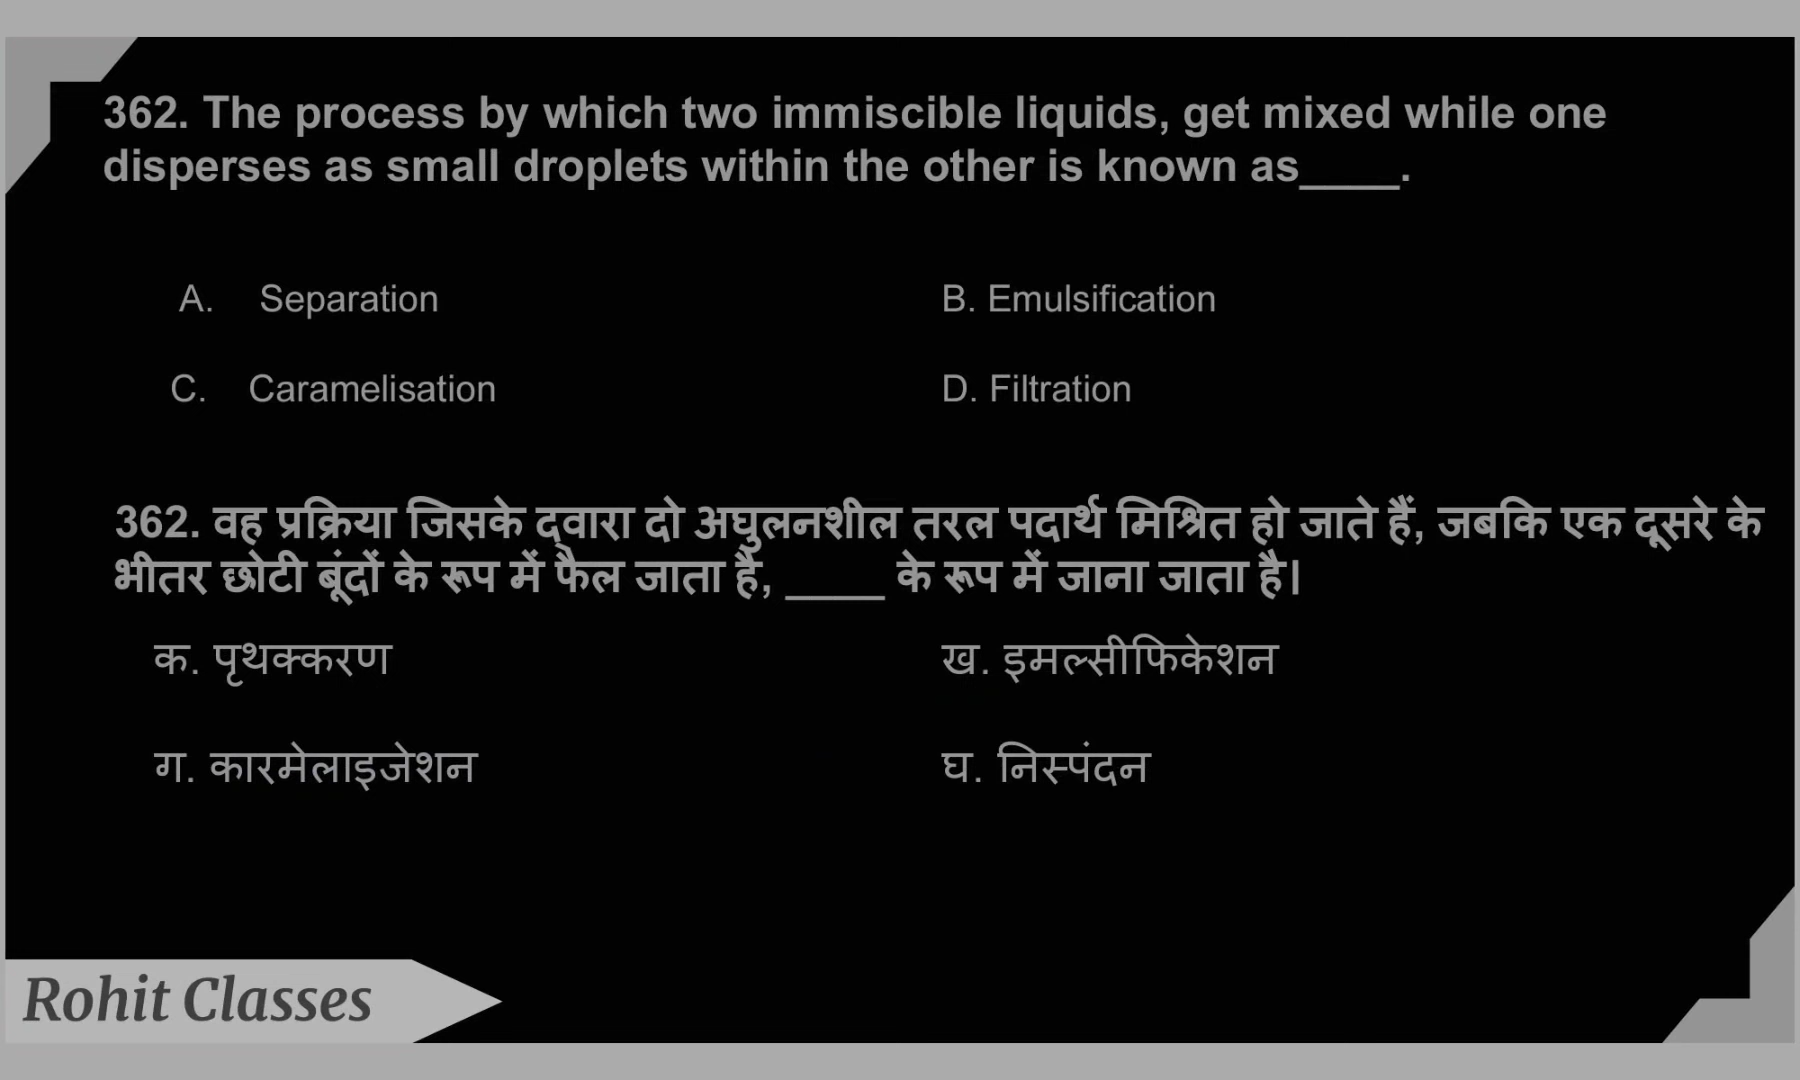 362. The process by which two immiscible liquids, get mixed while one
disperses as small droplets within the other is known as____.
A. Separation
B. Emulsification
C. Caramelisation
D. Filtration
362. वह प्रक्रिया जिसके द्वारा दो अघुलनशील तरल पदार्थ मिश्रित हो जाते हैं, जबकि एक दूसरे के
भीतर छोटी बूंदों के रूप में फैल जाता है, ____ के रूप में जाना जाता है।
क. पृथक्करण
ख. इमल्सीफिकेशन
ग. कारमेलाइजेशन
घ. निस्पंदन
Rohit Classes